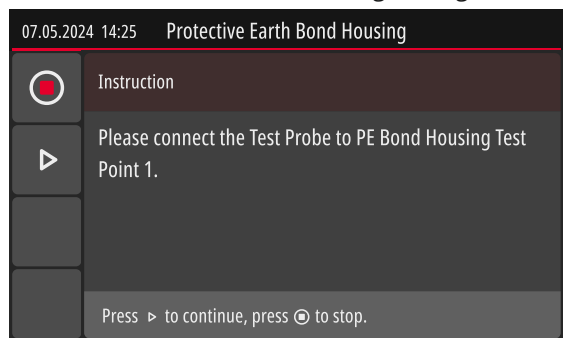 07.05.2024 14:25 Protective Earth Bond Housing
Instruction
Please connect the Test Probe to PE Bond Housing Test
Point 1.
Press ▷ to continue, press ⏹ to stop.